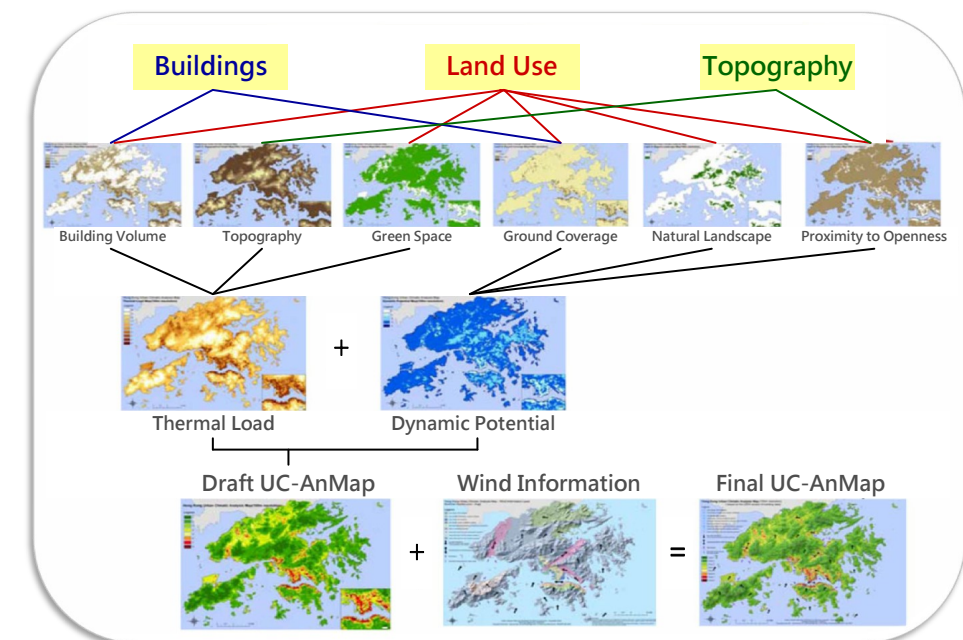 Buildings
Land Use
Topography
Building Volume
Topography
Green Space
Ground Coverage
Natural Landscape
Proximity to Openness
+
Thermal Load
Dynamic Potential
Draft UC-AnMap
Wind Information
Final UC-AnMap
+
=